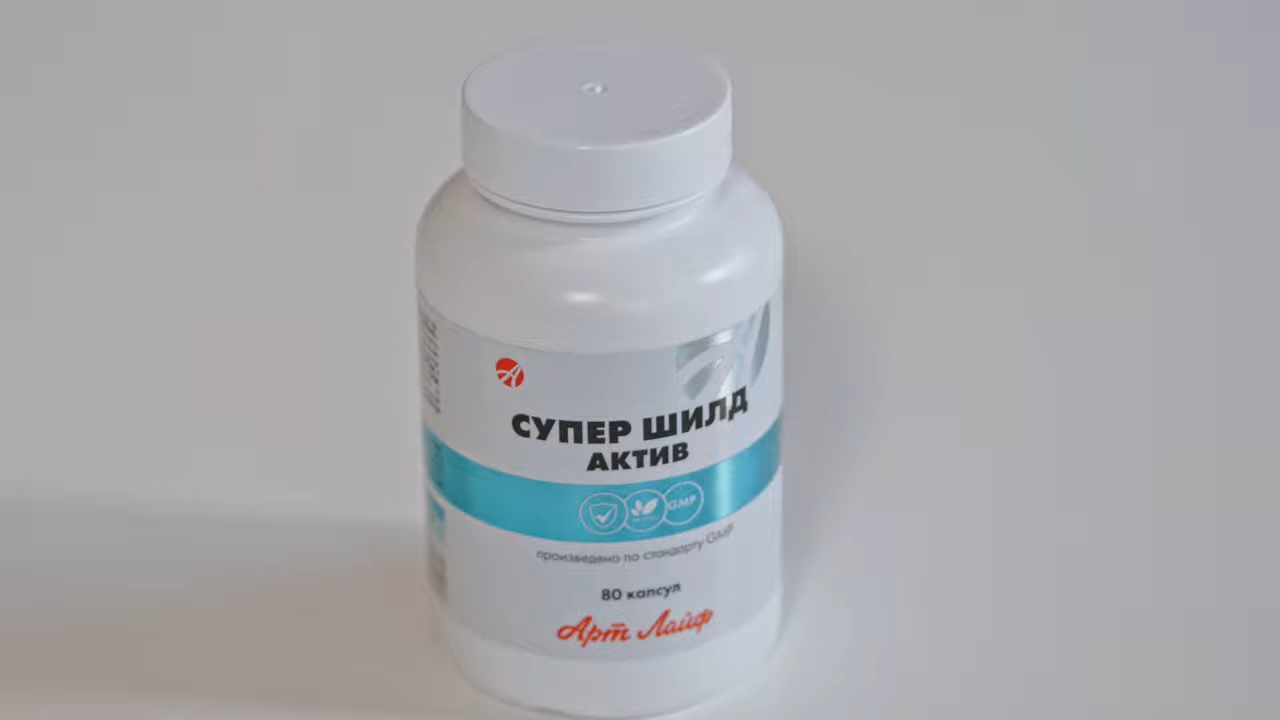 СУПЕР ШИЛД
АКТИВ
GMP
произведено по стандарту GMP
80 капсул
Арт Лайф